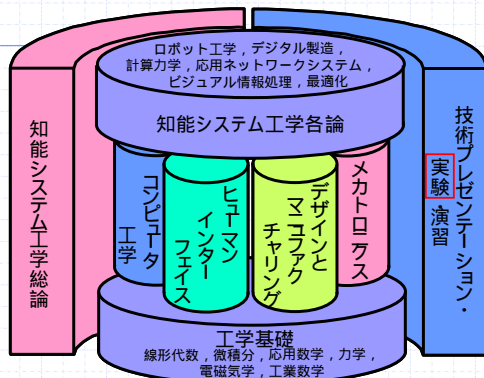 ロボット工学，デジタル製造，
計算力学，応用ネットワークシステム，
ビジュアル情報処理，最適化
知能システム工学各論
知能システム工学総論
コンピュータ
工学
ヒューマン
インター
フェイス
デザインと
マニュファク
チャリング
メカトロニクス
技術プレゼンテーション・
実験・演習
工学基礎
線形代数，微積分，応用数学，力学，
電磁気学，工業数学